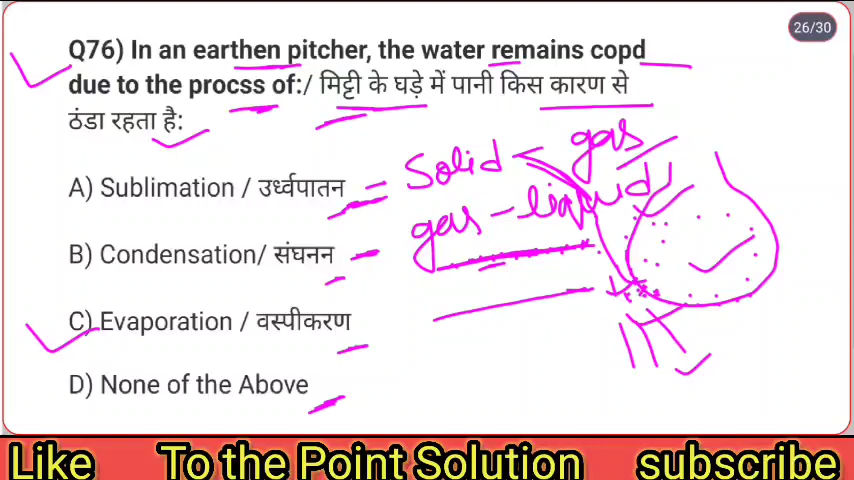 26/30
Q76) In an earthen pitcher, the water remains copd
due to the procss of:/ मिट्टी के घड़े में पानी किस कारण से
ठंडा रहता है:
A) Sublimation / उर्ध्वपातन
Solid < gas
B) Condensation/ संघनन
gas - liquid
C) Evaporation / वस्पीकरण
D) None of the Above
Like To the Point Solution subscribe